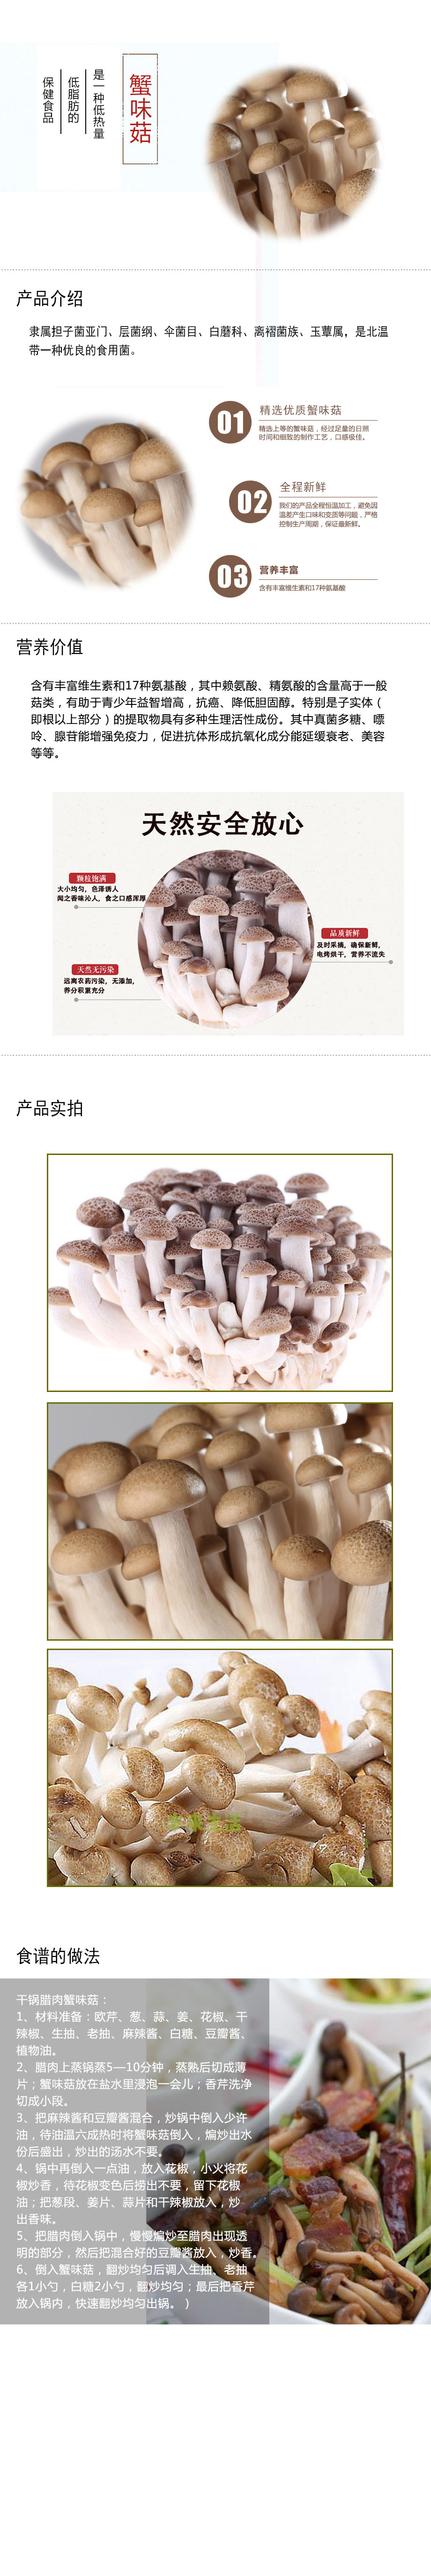 蟹味菇
是一种低热量
低脂肪的
保健食品
产品介绍
隶属担子菌亚门、层菌纲、伞菌目、白蘑科、离褶菌族、玉蕈属，是北温
带一种优良的食用菌。
01
精选优质蟹味菇
精选上等的蟹味菇，经过足量的日照
时间和细致的制作工艺，口感极佳。
02
全程新鲜
我们的产品全程恒温加工，避免因
温差产生口味和变质等问题，严格
控制生产周期，保证最新鲜。
03
营养丰富
含有丰富维生素和17种氨基酸
营养价值
含有丰富维生素和17种氨基酸，其中赖氨酸、精氨酸的含量高于一般
菇类，有助于青少年益智增高，抗癌、降低胆固醇。特别是子实体（
即根以上部分）的提取物具有多种生理活性成份。其中真菌多糖、嘌
呤、腺苷能增强免疫力，促进抗体形成抗氧化成分能延缓衰老、美容
等等。
天然安全放心
颗粒饱满
大小均匀，色泽诱人
闻之香味沁人，食之口感浑厚
品质新鲜
及时采摘，确保新鲜，
电烤烘干，营养不流失
天然无污染
远离农药污染，无添加，
养分积累充分
产品实拍
食谱的做法
干锅腊肉蟹味菇：
1、材料准备：欧芹、葱、蒜、姜、花椒、干
辣椒、生抽、老抽、麻辣酱、白糖、豆瓣酱、
植物油。
2、腊肉上蒸锅蒸5—10分钟，蒸熟后切成薄
片；蟹味菇放在盐水里浸泡一会儿；香芹洗净
切成小段。
3、把麻辣酱和豆瓣酱混合，炒锅中倒入少许
油，待油温六成热时将蟹味菇倒入，煸炒出水
份后盛出，炒出的汤水不要。
4、锅中再倒入一点油，放入花椒，小火将花
椒炒香，待花椒变色后捞出不要，留下花椒
油；把葱段、姜片、蒜片和干辣椒放入，炒
出香味。
5、把腊肉倒入锅中，慢慢煸炒至腊肉出现透
明的部分，然后把混合好的豆瓣酱放入，炒香。
6、倒入蟹味菇，翻炒均匀后调入生抽、老抽
各1小勺，白糖2小勺，翻炒均匀；最后把香芹
放入锅内，快速翻炒均匀出锅。）